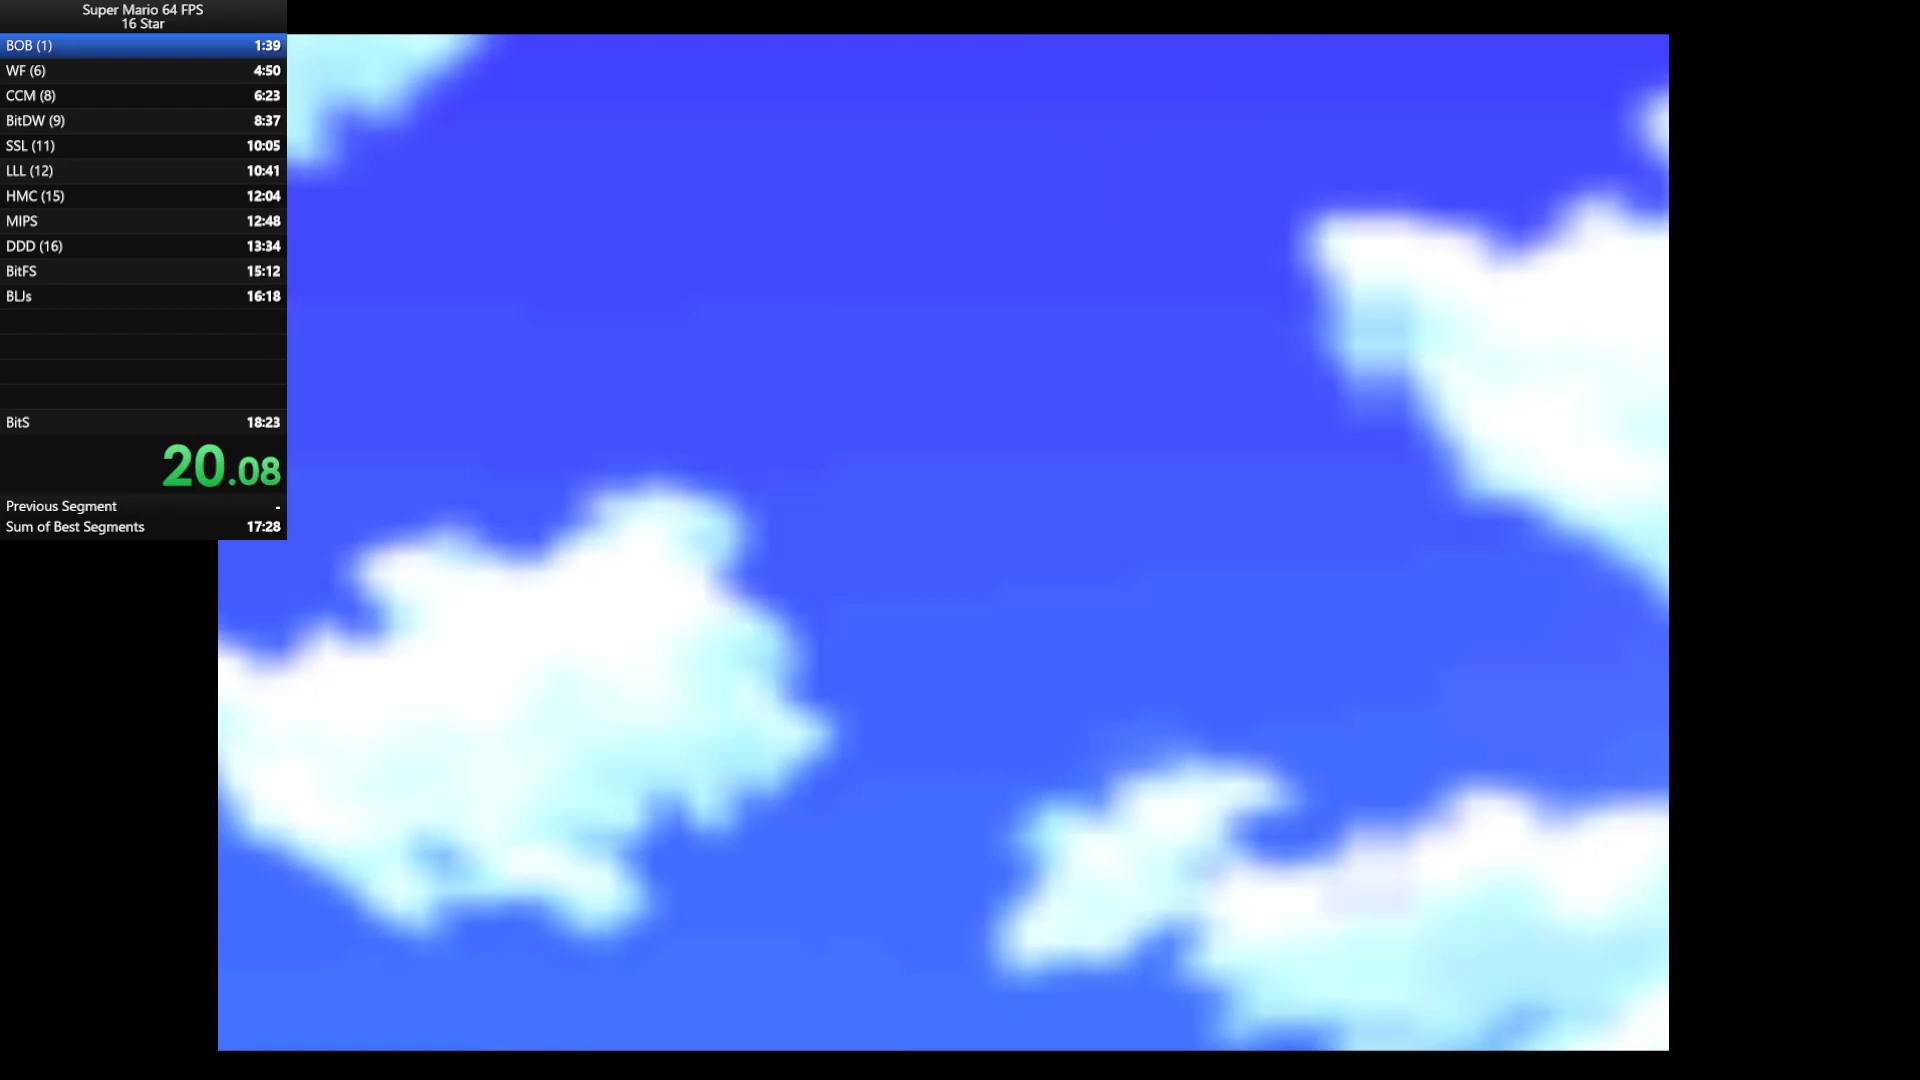 Super Mario 64 FPS
16 Star
BOB (1) 1:39
WF (6) 4:50
CCM (8) 6:23
BitDW (9) 8:37
SSL (11) 10:05
LLL (12) 10:41
HMC (15) 12:04
MIPS 12:48
DDD (16) 13:34
BitFS 15:12
BLJs 16:18
BitS 18:23
20.08
Previous Segment -
Sum of Best Segments 17:28